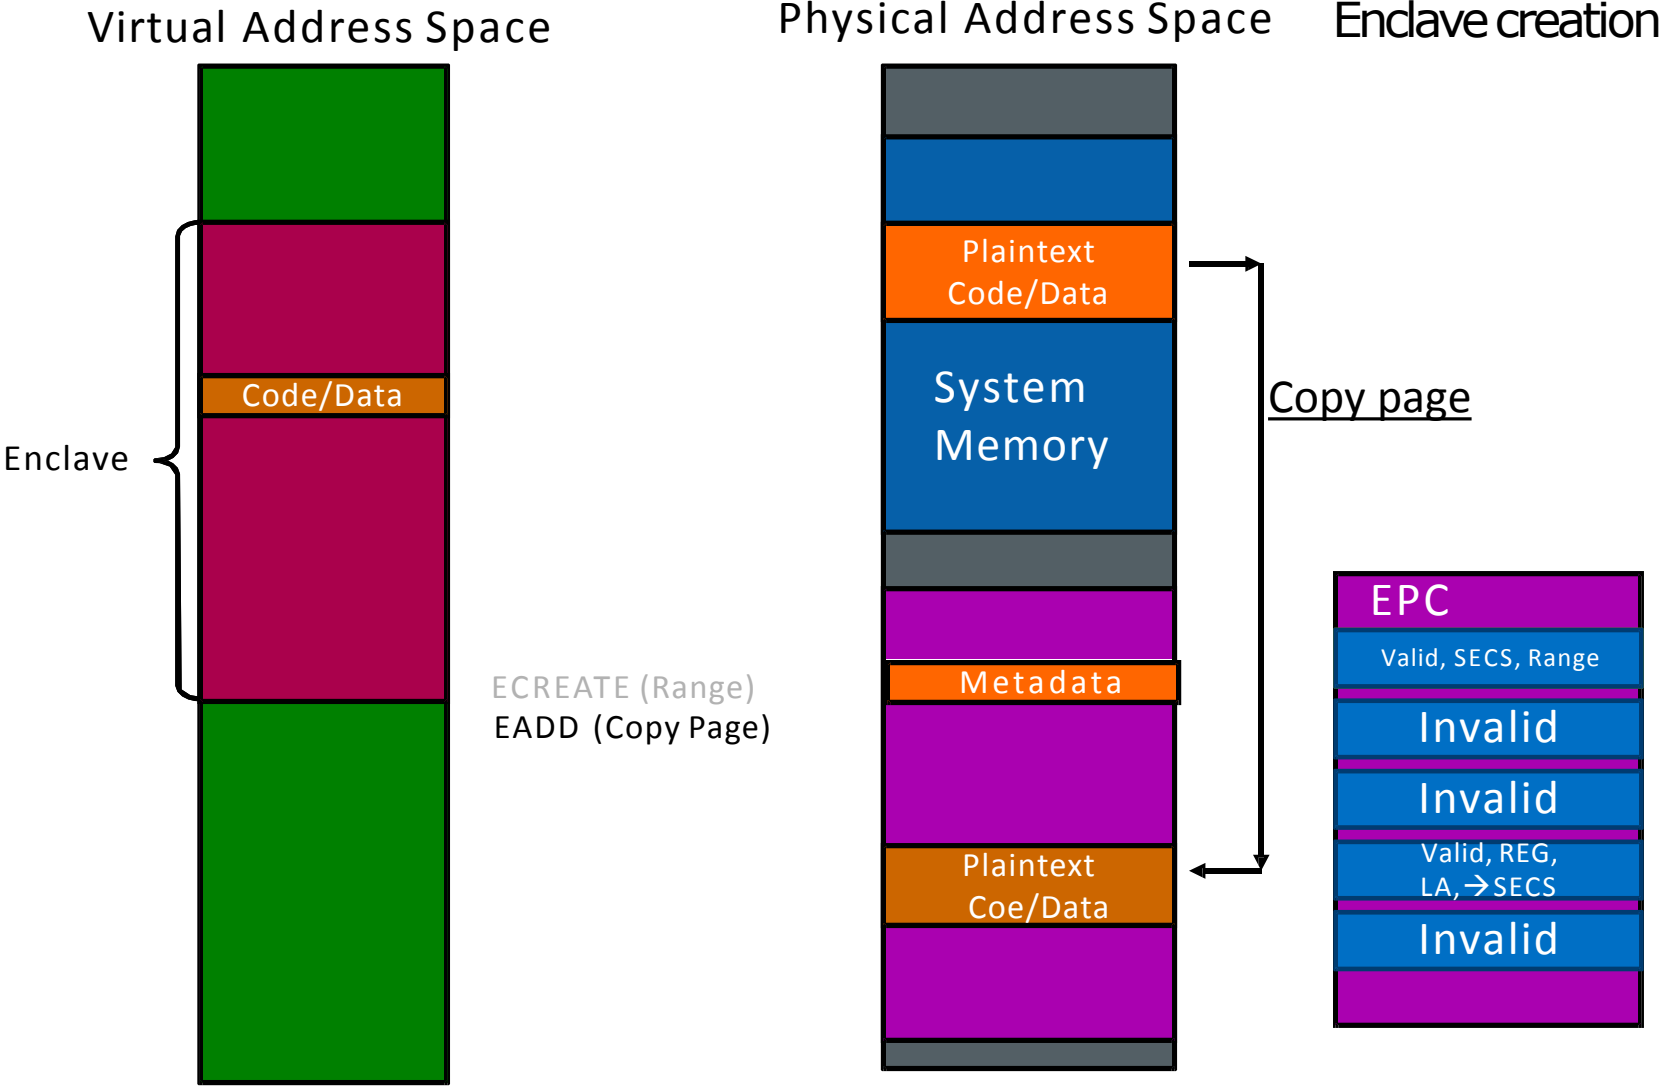 Virtual Address Space
Physical Address Space
Enclave creation
Plaintext
Code/Data
Code/Data
System
Memory
Copy page
Enclave
EPC
Valid, SECS, Range
ECREATE (Range)
EADD (Copy Page)
Metadata
Invalid
Invalid
Valid, REG,
LA,→SECS
Plaintext
Coe/Data
Invalid